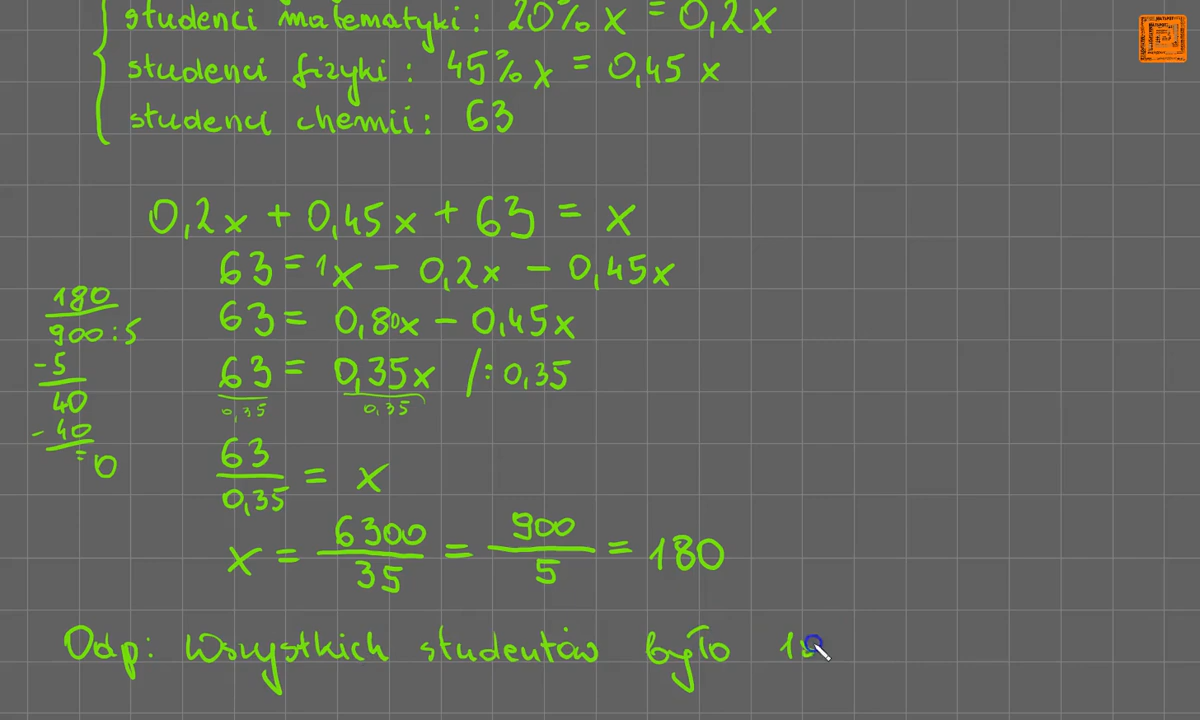 studenci matematyki: 20% x = 0,2x
studenci fizyki: 45% x = 0,45 x
studenci chemii: 63
0,2x + 0,45x + 63 = x
63 = 1x - 0,2x - 0,45x
63 = 0,80x - 0,45x
63 = 0,35x /: 0,35
0,35 0,35
63
0,35 = x
x = 6300/35 = 900/5 = 180
180
900:5
-5
40
-40
=0
Odp: Wszystkich studentów było 18